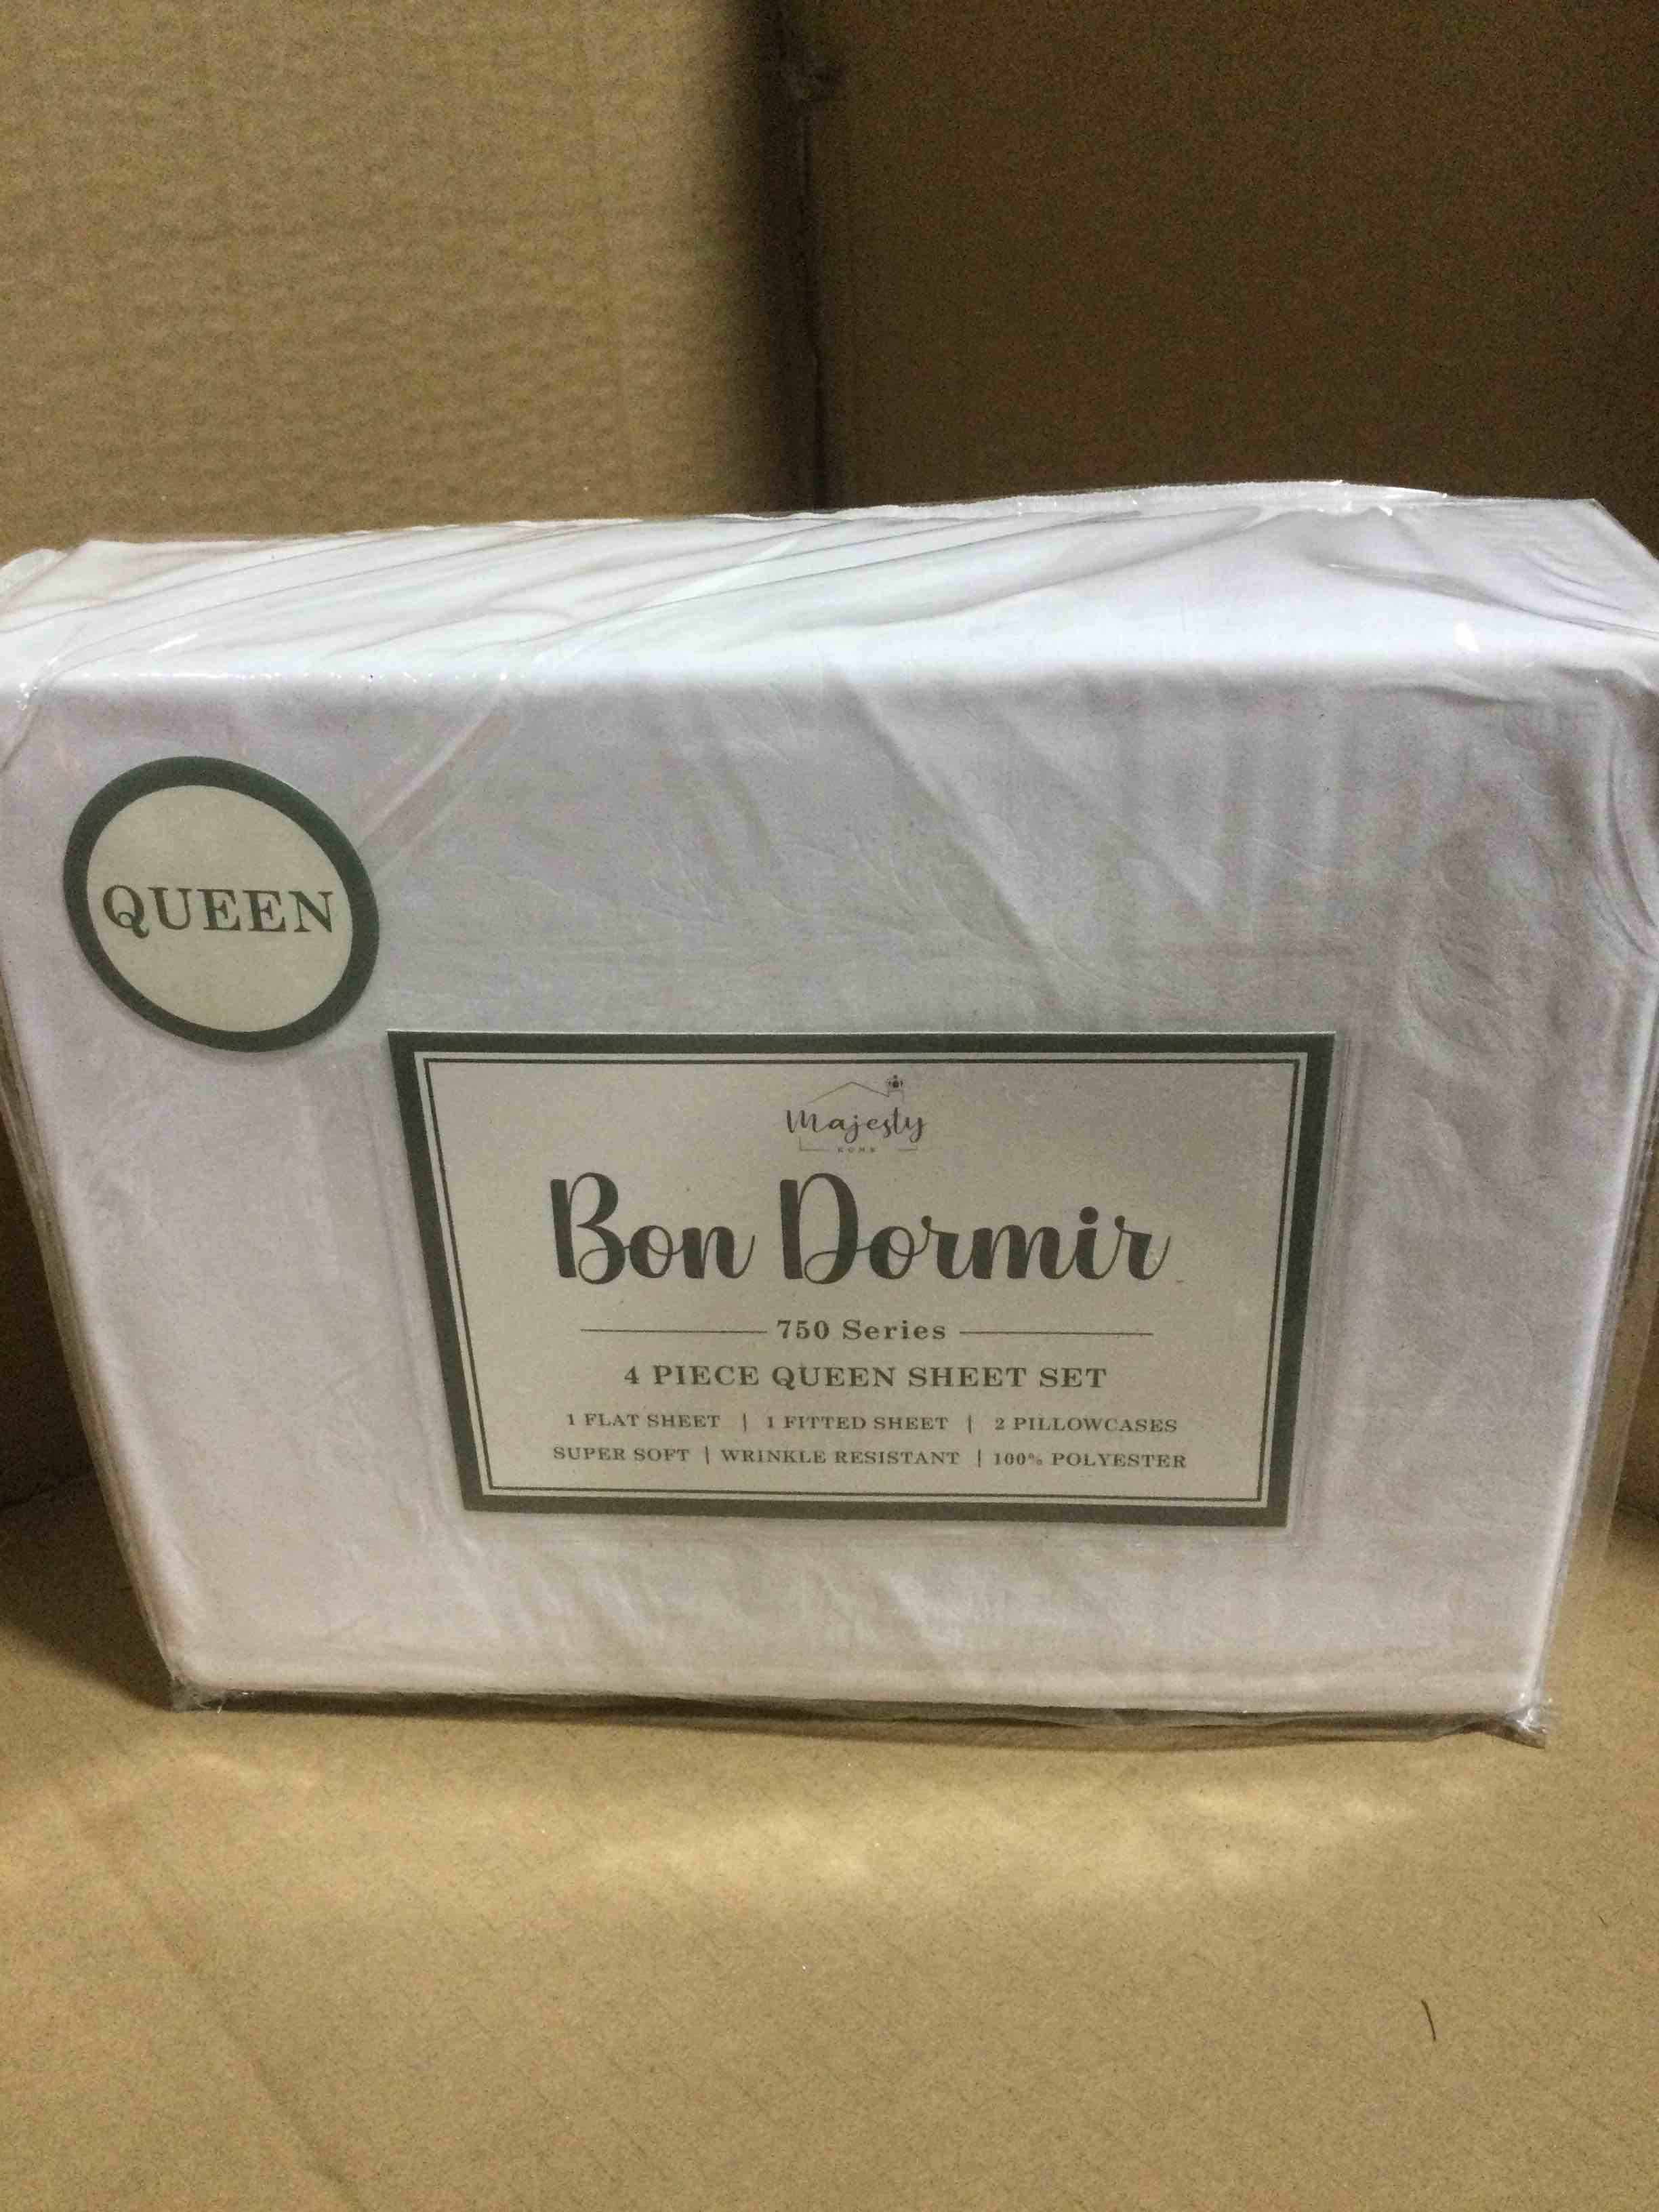 QUEEN
Majesty
HOME
Bon Dormir
750 Series
4 PIECE QUEEN SHEET SET
1 FLAT SHEET | 1 FITTED SHEET | 2 PILLOWCASES
SUPER SOFT | WRINKLE RESISTANT | 100% POLYESTER